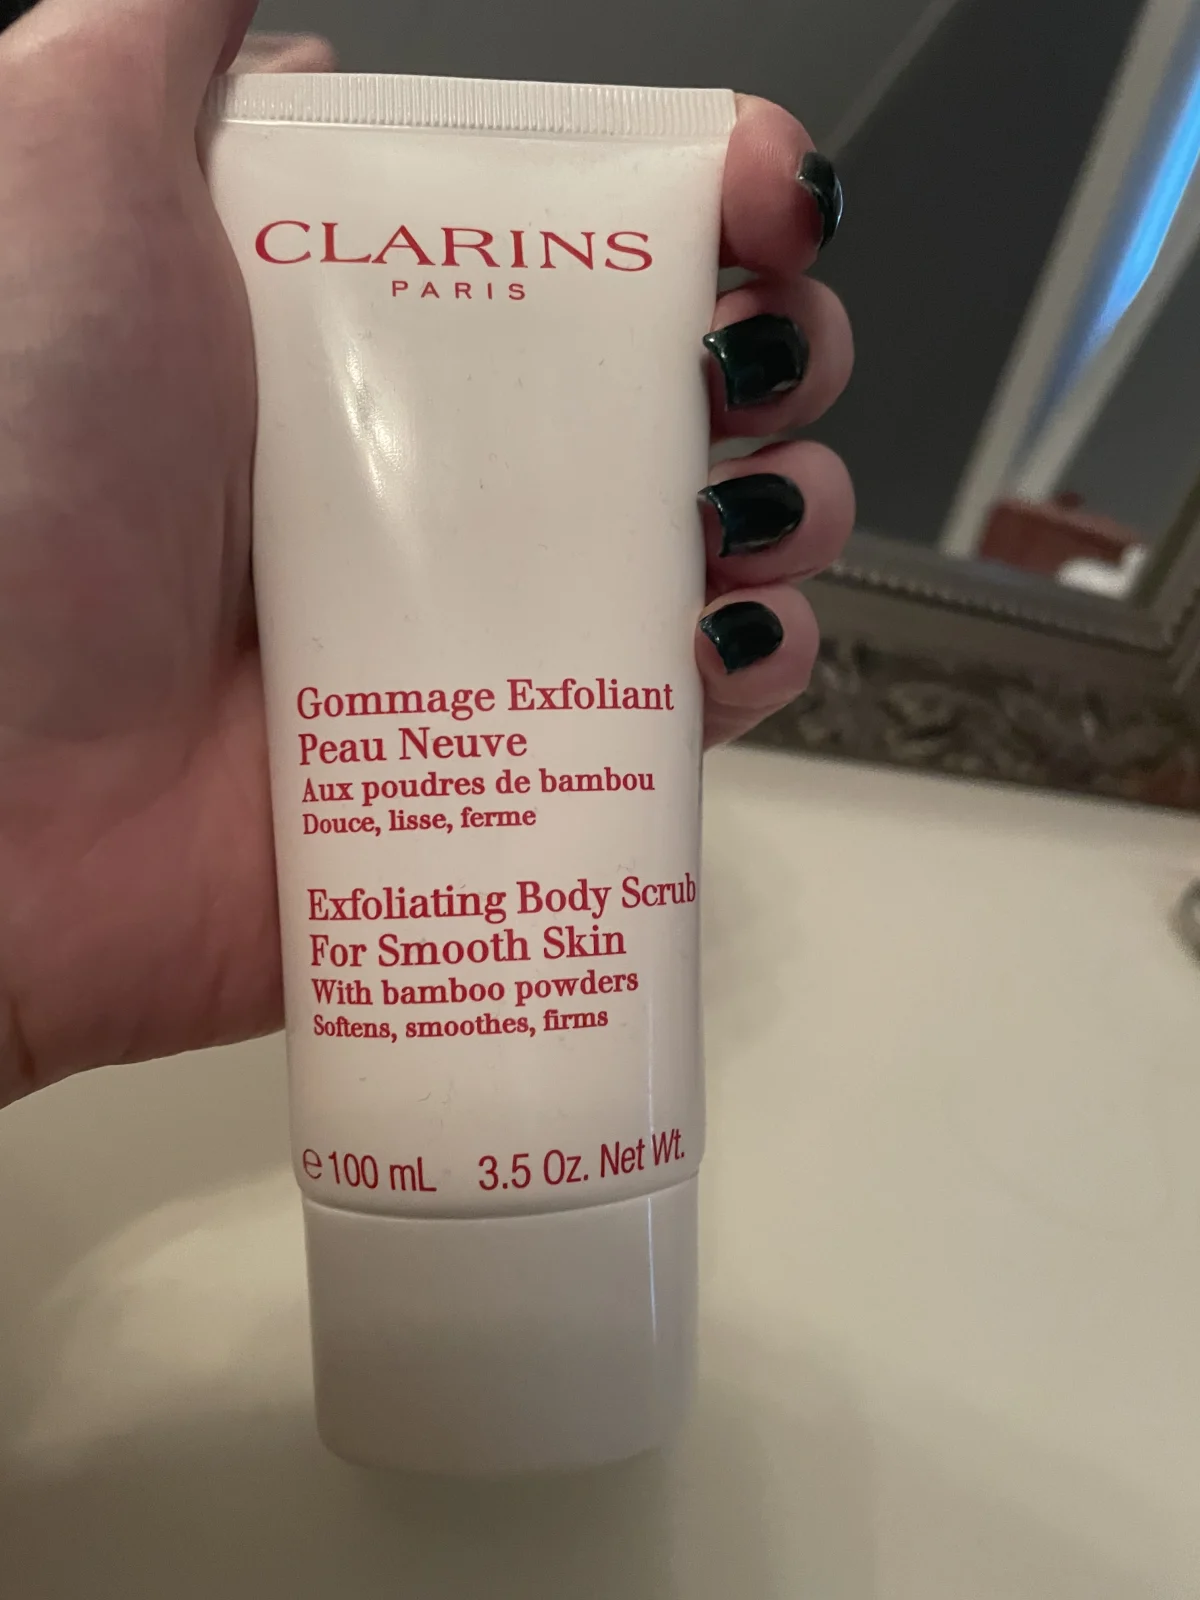 CLARINS
PARIS
Gommage Exfoliant
Peau Neuve
Aux poudres de bambou
Douce, lisse, ferme
Exfoliating Body Scrub
For Smooth Skin
With bamboo powders
Softens, smoothes, firms
℮100 mL 3.5 Oz. Net Wt.